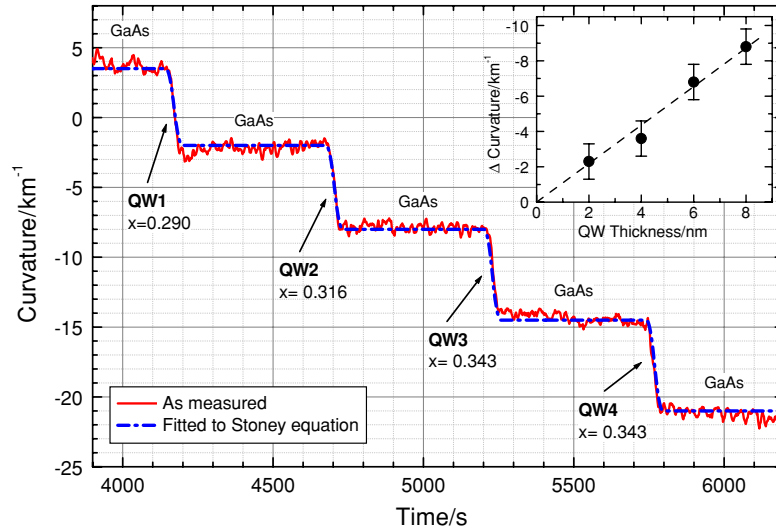 GaAs
GaAs
GaAs
GaAs
GaAs
QW1
x=0.290
QW2
x= 0.316
QW3
x= 0.343
QW4
x= 0.343
As measured
Fitted to Stoney equation
5
0
-5
-10
-15
-20
-25
Curvature/km⁻¹
4000
4500
5000
5500
6000
Time/s
-10
-8
-6
-4
-2
0
Δ Curvature/km⁻¹
0
2
4
6
8
QW Thickness/nm